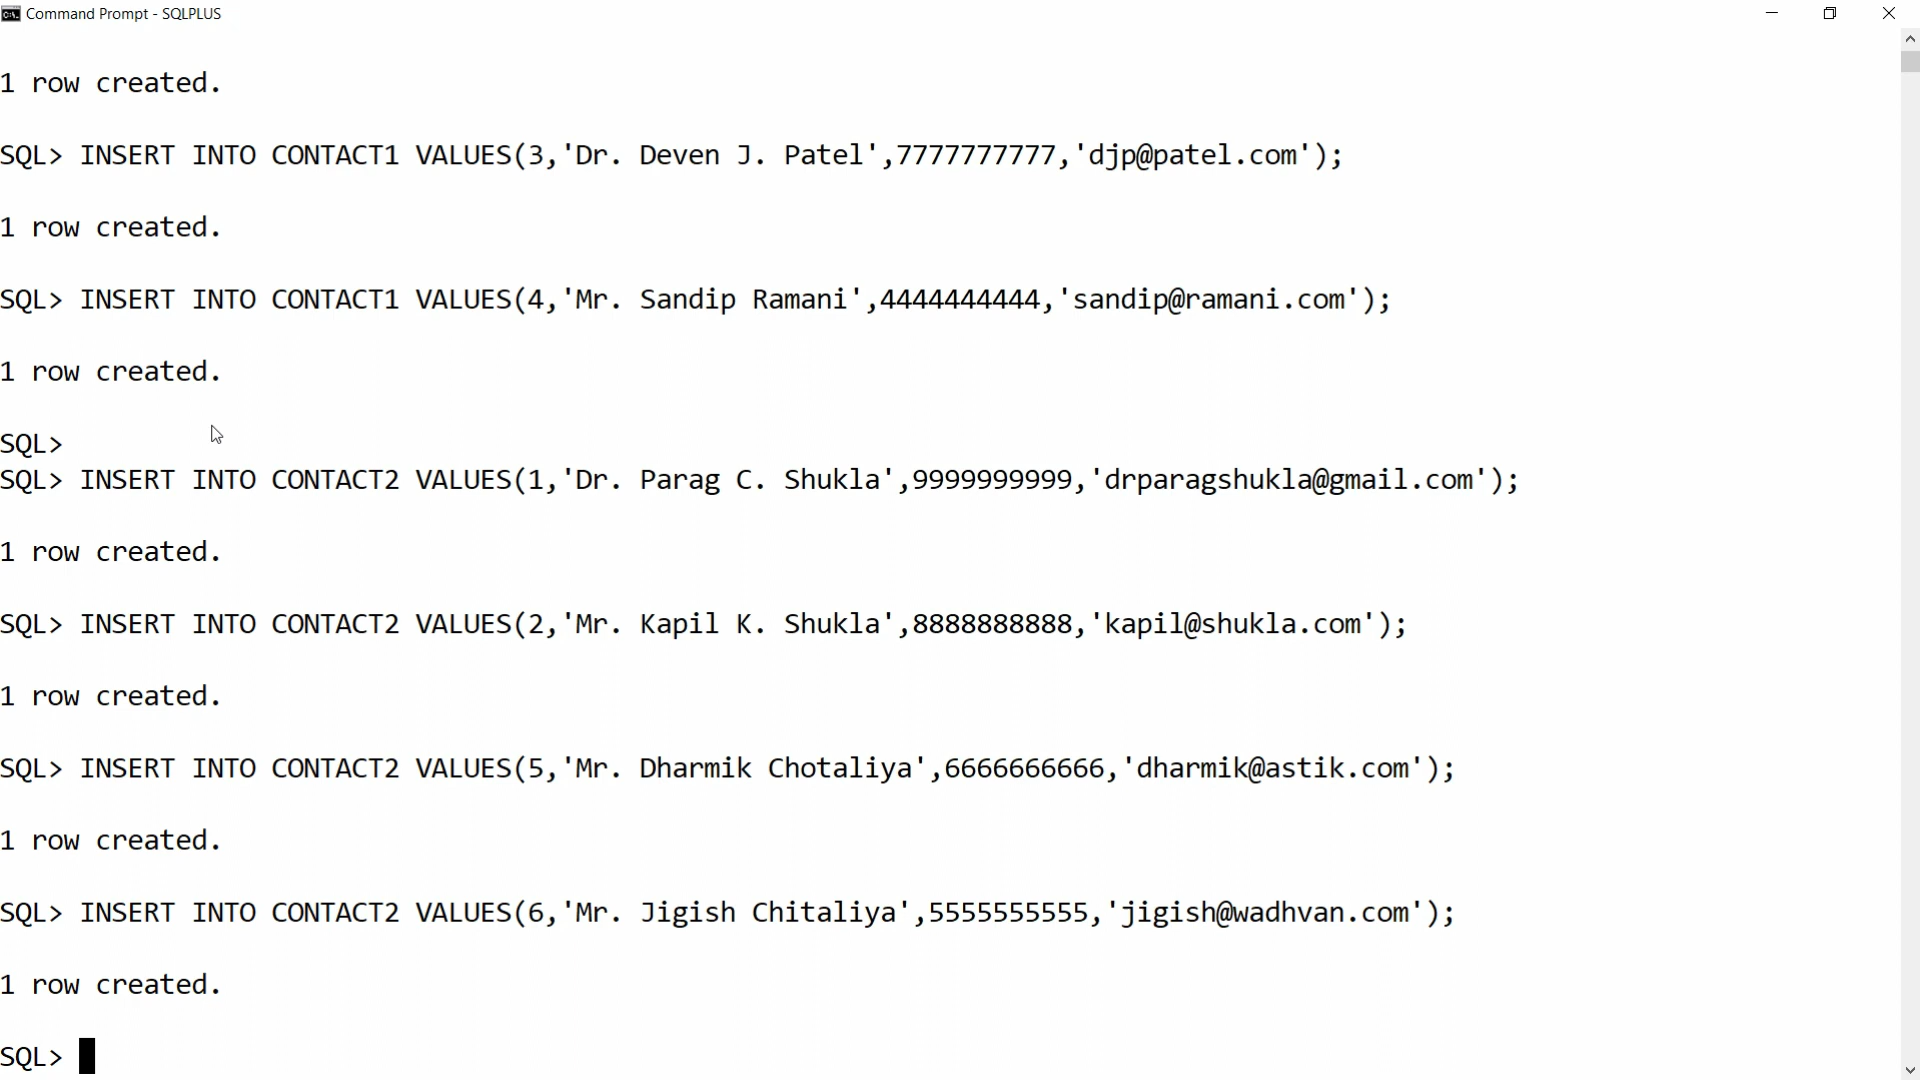 Command Prompt - SQLPLUS
1 row created.
SQL> INSERT INTO CONTACT1 VALUES(3,'Dr. Deven J. Patel',7777777777,'djp@patel.com');
1 row created.
SQL> INSERT INTO CONTACT1 VALUES(4,'Mr. Sandip Ramani',4444444444,'sandip@ramani.com');
1 row created.
SQL>
SQL> INSERT INTO CONTACT2 VALUES(1,'Dr. Parag C. Shukla',9999999999,'drparagshukla@gmail.com');
1 row created.
SQL> INSERT INTO CONTACT2 VALUES(2,'Mr. Kapil K. Shukla',8888888888,'kapil@shukla.com');
1 row created.
SQL> INSERT INTO CONTACT2 VALUES(5,'Mr. Dharmik Chotaliya',6666666666,'dharmik@astik.com');
1 row created.
SQL> INSERT INTO CONTACT2 VALUES(6,'Mr. Jigish Chitaliya',5555555555,'jigish@wadhvan.com');
1 row created.
SQL>